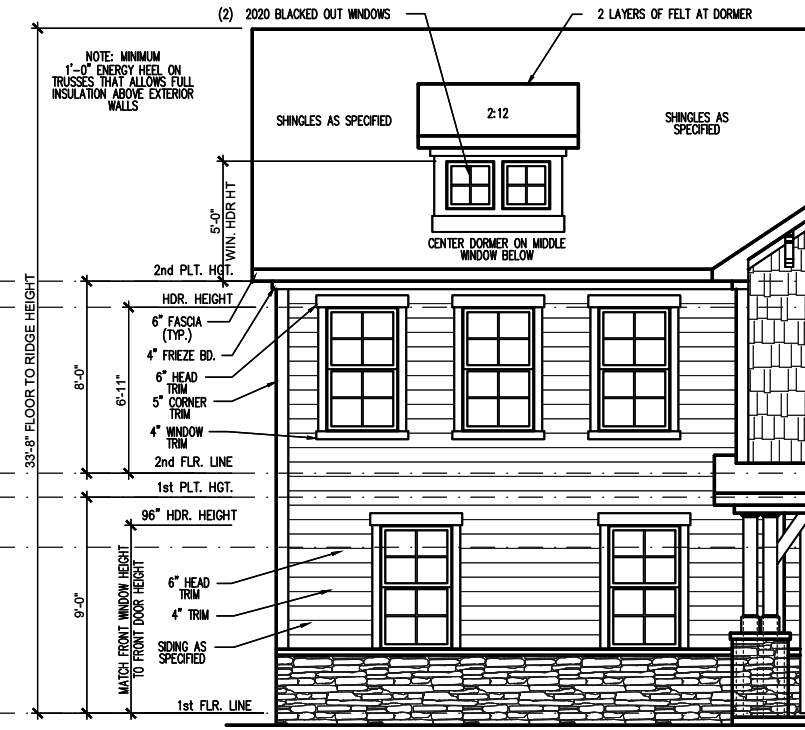 (2) 2020 BLACKED OUT WINDOWS
2 LAYERS OF FELT AT DORMER
NOTE: MINIMUM
1'-0" ENERGY HEEL ON
TRUSSES THAT ALLOWS FULL
INSULATION ABOVE EXTERIOR
WALLS
SHINGLES AS SPECIFIED
2:12
SHINGLES AS
SPECIFIED
5'-0"
WIN. HDR HT
CENTER DORMER ON MIDDLE
WINDOW BELOW
2nd PLT. HGT.
HDR. HEIGHT
6" FASCIA
(TYP.)
4" FRIEZE BD.
6" HEAD
TRIM
5" CORNER
TRIM
4" WINDOW
TRIM
33'-8" FLOOR TO RIDGE HEIGHT
8'-0"
6'-11"
2nd FLR. LINE
1st PLT. HGT.
96" HDR. HEIGHT
6" HEAD
TRIM
4" TRIM
SIDING AS
SPECIFIED
9'-0"
MATCH FRONT WINDOW HEIGHT
TO FRONT DOOR HEIGHT
1st FLR. LINE